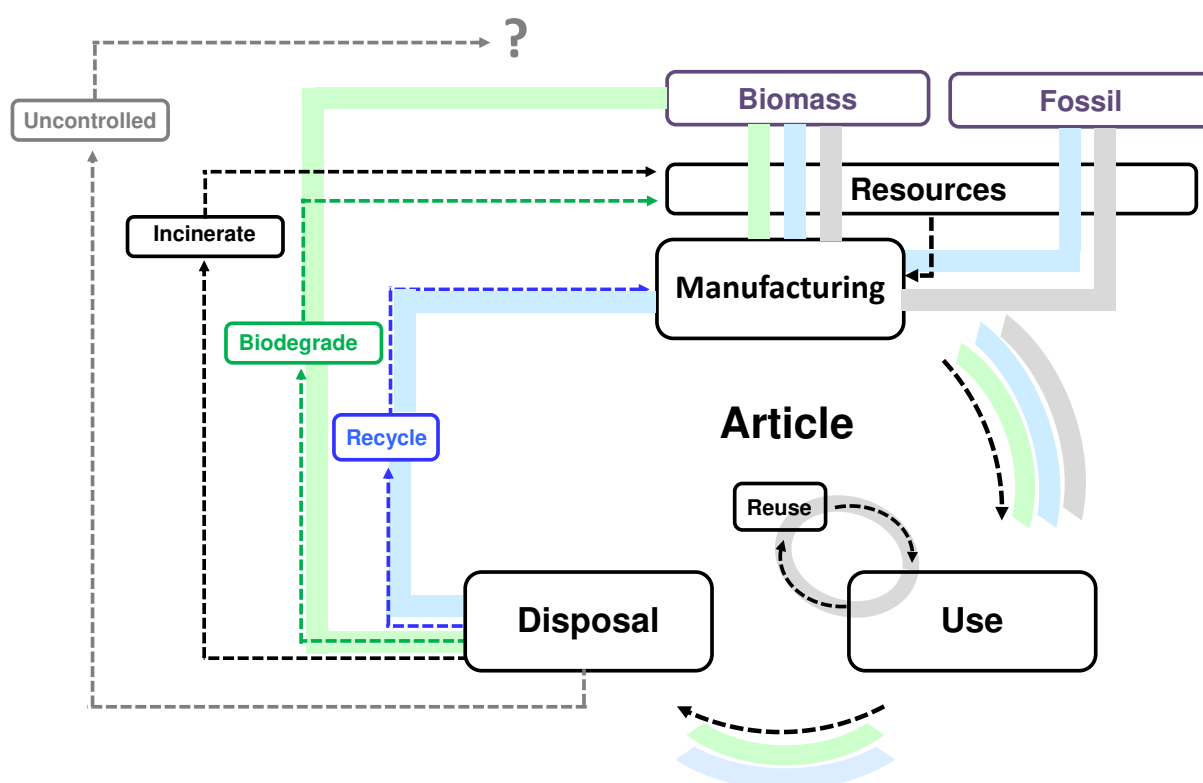 ?
Biomass
Fossil
Uncontrolled
Resources
Incinerate
Manufacturing
Biodegrade
Article
Recycle
Reuse
Disposal
Use